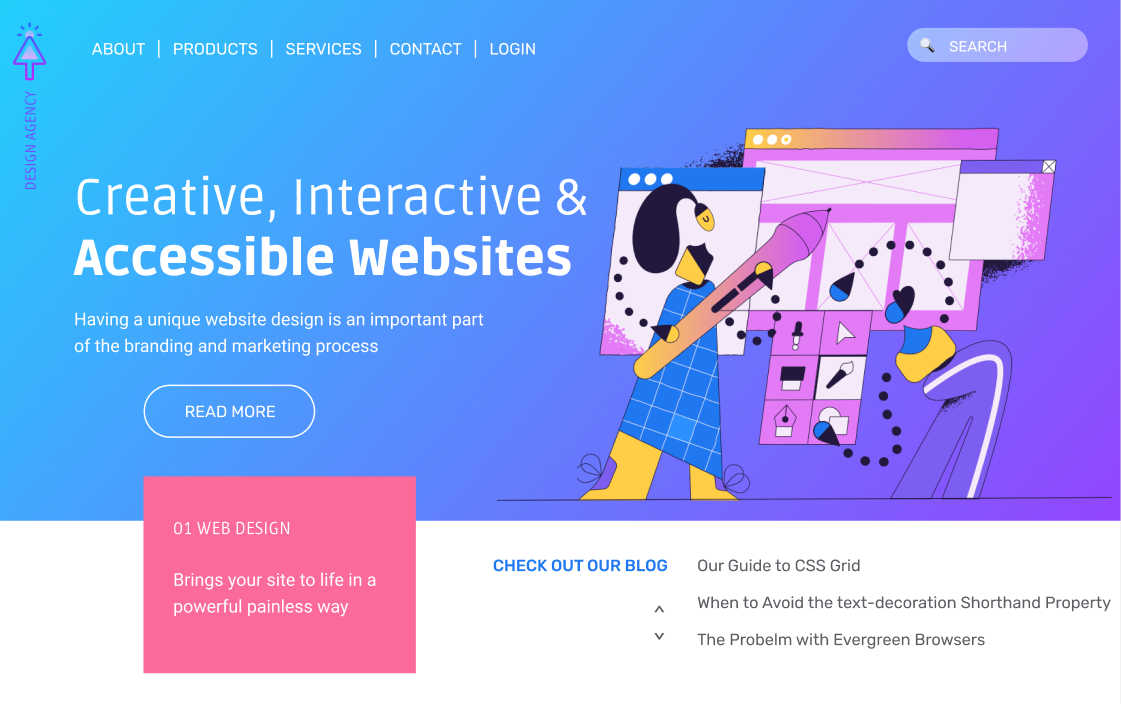 ABOUT | PRODUCTS | SERVICES | CONTACT | LOGIN
SEARCH
DESIGN AGENCY
Creative, Interactive &
Accessible Websites
Having a unique website design is an important part
of the branding and marketing process
READ MORE
01 WEB DESIGN
Brings your site to life in a
powerful painless way
CHECK OUT OUR BLOG
Our Guide to CSS Grid
When to Avoid the text-decoration Shorthand Property
The Probelm with Evergreen Browsers